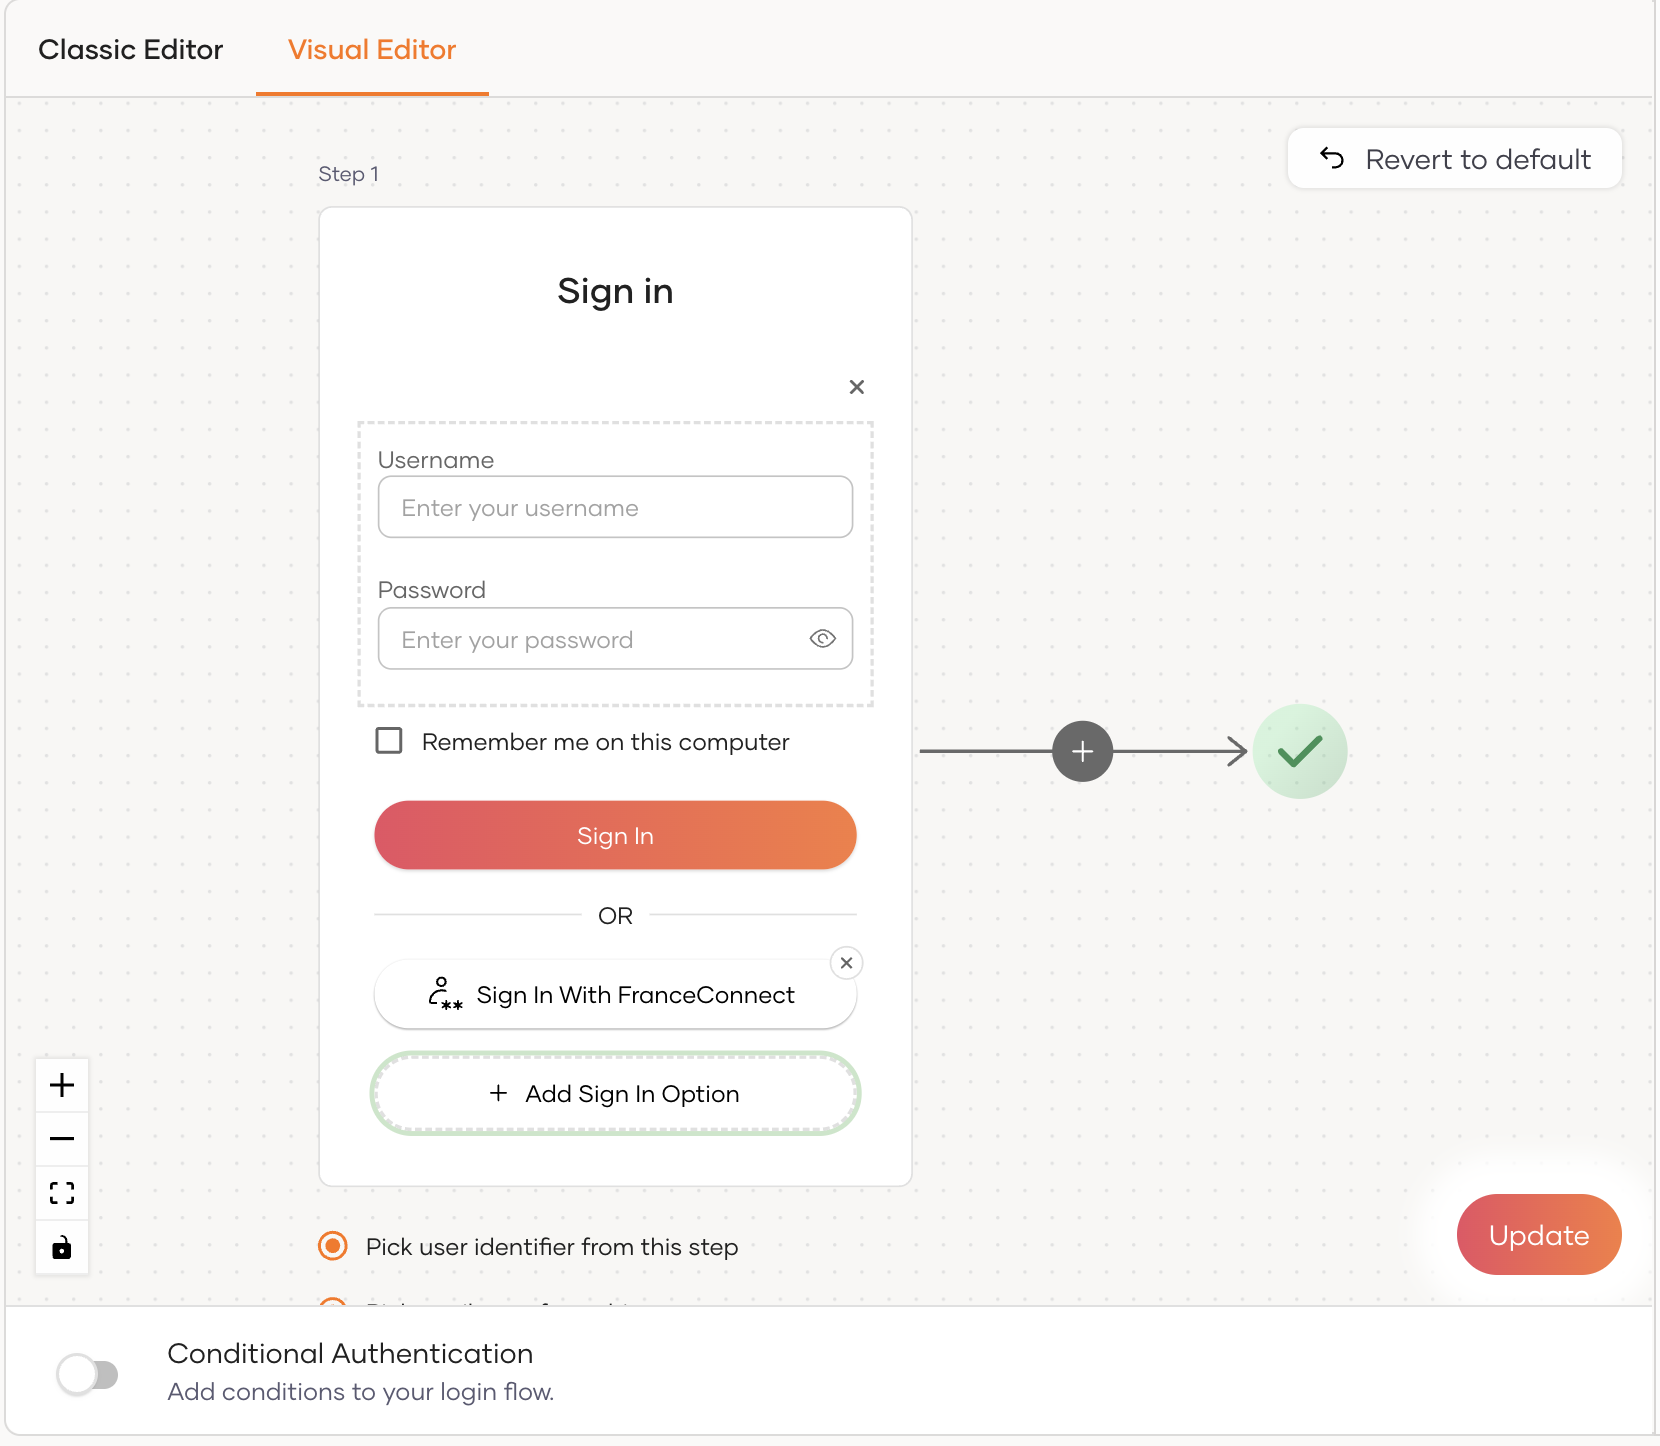 Classic Editor
Visual Editor
Revert to default
Step 1
Sign in
Username
Enter your username
Password
Enter your password
Remember me on this computer
Sign In
OR
Sign In With FranceConnect
Add Sign In Option
Pick user identifier from this step
Update
Conditional Authentication
Add conditions to your login flow.